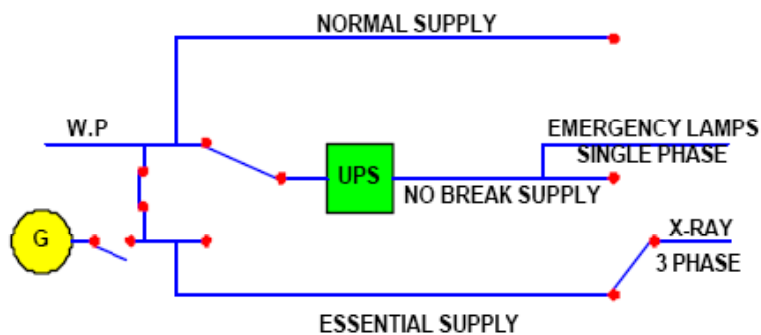 NORMAL SUPPLY
W.P
EMERGENCY LAMPS
SINGLE PHASE
UPS
NO BREAK SUPPLY
G
X-RAY
3 PHASE
ESSENTIAL SUPPLY